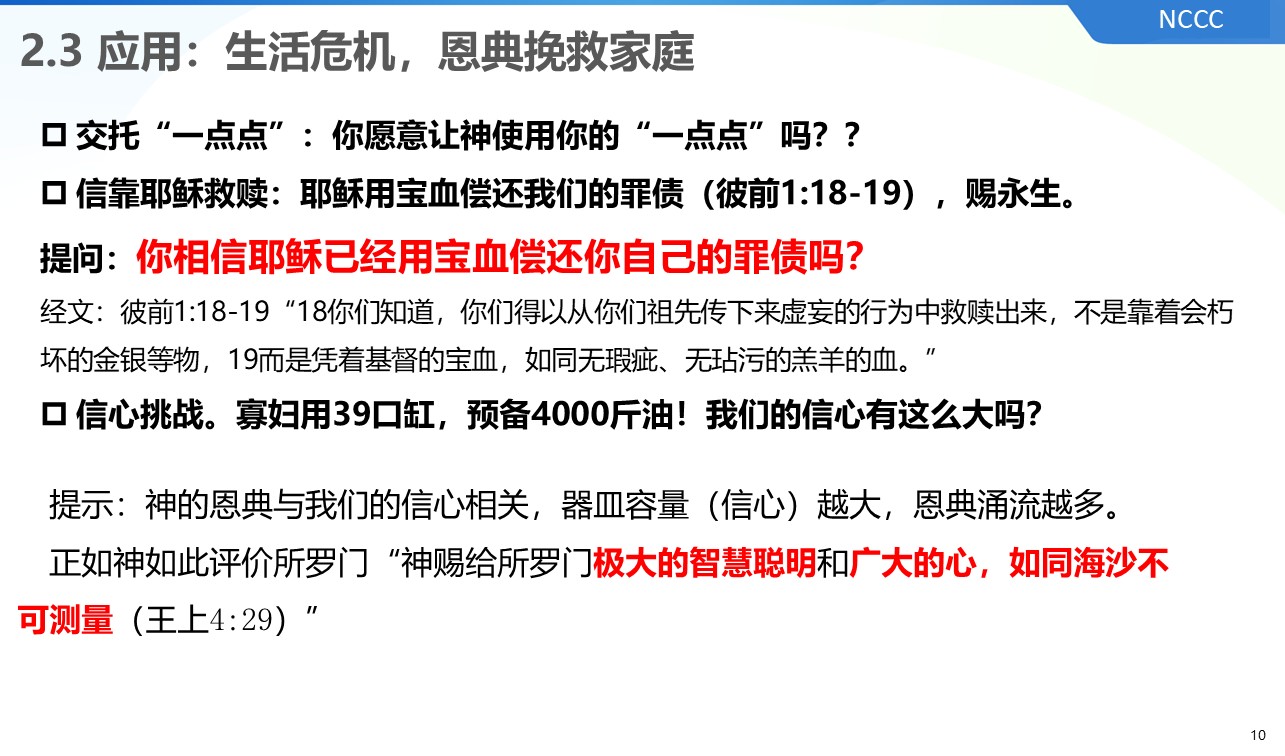 NCCC
2.3 应用：生活危机，恩典挽救家庭
交托“一点点”：你愿意让神使用你的“一点点”吗？？
信靠耶稣救赎：耶稣用宝血偿还我们的罪债（彼前1:18-19），赐永生。
提问：你相信耶稣已经用宝血偿还你自己的罪债吗？
经文：彼前1:18-19“18你们知道，你们得以从你们祖先传下来虚妄的行为中救赎出来，不是靠着会朽
坏的金银等物，19而是凭着基督的宝血，如同无瑕疵、无玷污的羔羊的血。”
信心挑战。寡妇用39口缸，预备4000斤油！我们的信心有这么大吗？
提示：神的恩典与我们的信心相关，器皿容量（信心）越大，恩典涌流越多。
正如神如此评价所罗门“神赐给所罗门极大的智慧聪明和广大的心，如同海沙不
可测量（王上4:29）”
10